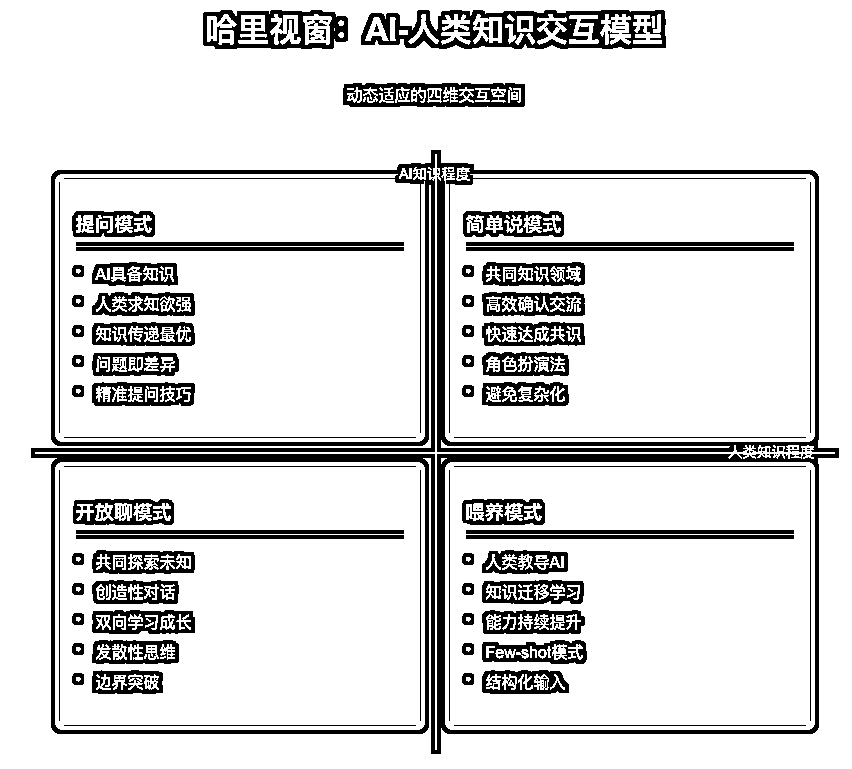 哈里视窗：AI-人类知识交互模型
动态适应的四维交互空间
AI知识程度
提问模式
AI具备知识
人类求知欲强
知识传递最优
问题即差异
精准提问技巧
简单说模式
共同知识领域
高效确认交流
快速达成共识
角色扮演法
避免复杂化
人类知识程度
开放聊模式
共同探索未知
创造性对话
双向学习成长
发散性思维
边界突破
喂养模式
人类教导AI
知识迁移学习
能力持续提升
Few-shot模式
结构化输入